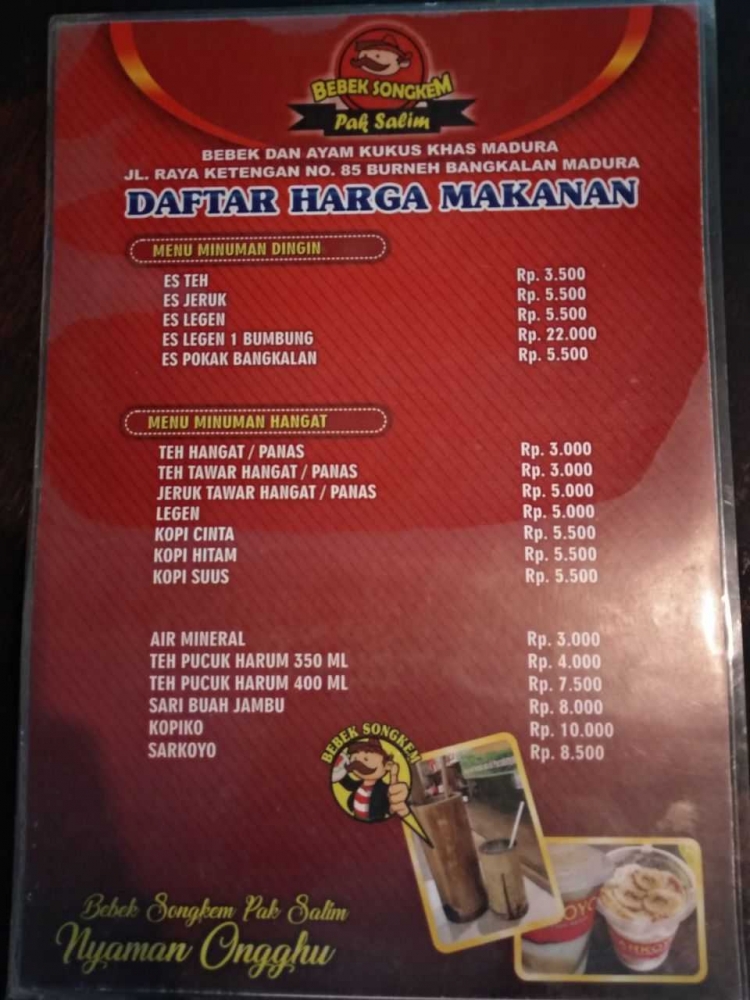 BEBEK SONGKEM
Pak Salim
BEBEK DAN AYAM KUKUS KHAS MADURA
JL. RAYA KETENGAN NO. 85 BURNEH BANGKALAN MADURA
DAFTAR HARGA MAKANAN
MENU MINUMAN DINGIN
ES TEH Rp. 3.500
ES JERUK Rp. 5.500
ES LEGEN Rp. 5.500
ES LEGEN 1 BUMBUNG Rp. 22.000
ES POKAK BANGKALAN Rp. 5.500
MENU MINUMAN HANGAT
TEH HANGAT / PANAS Rp. 3.000
TEH TAWAR HANGAT / PANAS Rp. 3.000
JERUK TAWAR HANGAT / PANAS Rp. 5.000
LEGEN Rp. 5.000
KOPI CINTA Rp. 5.500
KOPI HITAM Rp. 5.500
KOPI SUUS Rp. 5.500
AIR MINERAL Rp. 3.000
TEH PUCUK HARUM 350 ML Rp. 4.000
TEH PUCUK HARUM 400 ML Rp. 7.500
SARI BUAH JAMBU Rp. 8.000
KOPIKO Rp. 10.000
SARKOYO Rp. 8.500
BEBEK SONGKEM
Bebek Songkem Pak Salim
Nyaman Ongghu